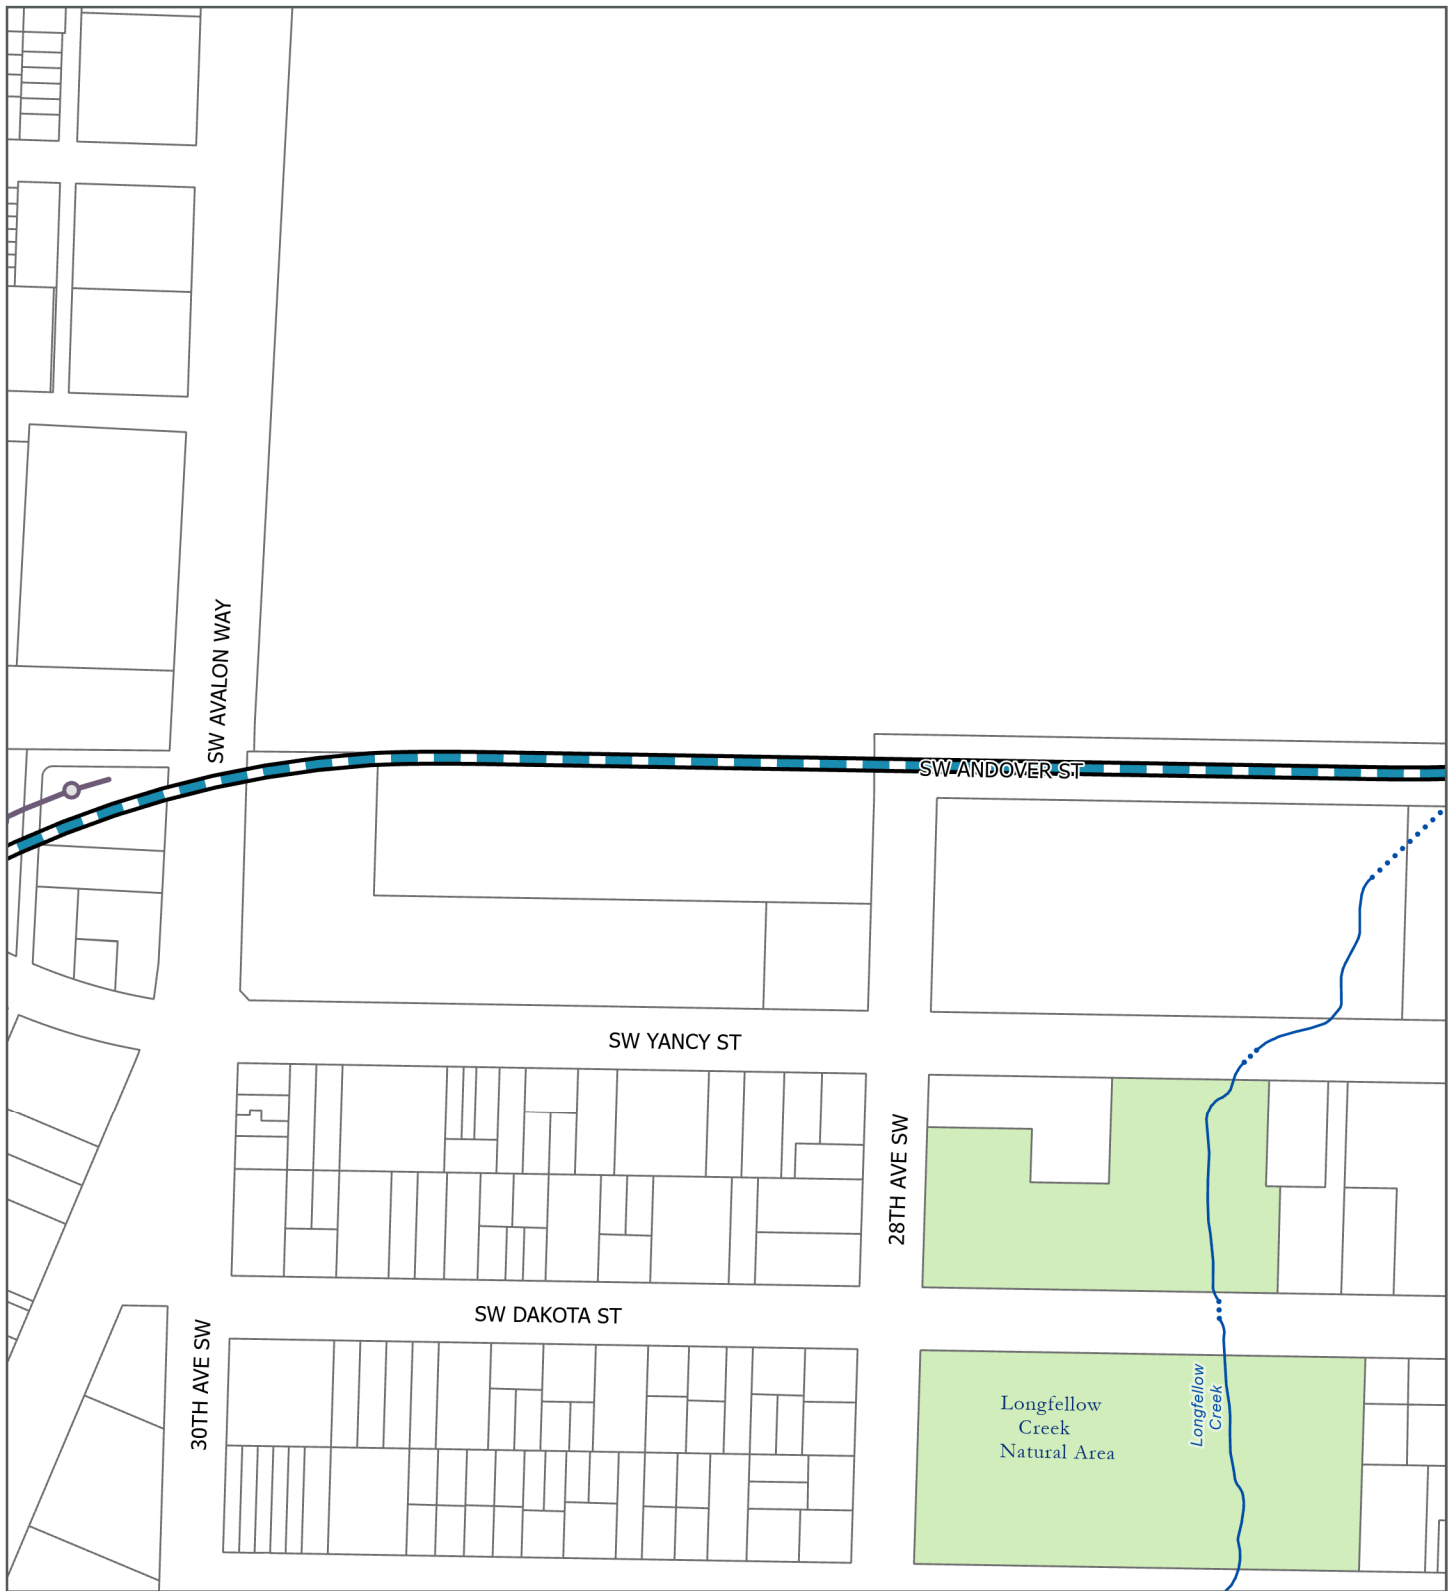 SW AVALON WAY
SW ANDOVER ST
SW YANCY ST
28TH AVE SW
SW DAKOTA ST
30TH AVE SW
Longfellow
Creek
Natural Area
Longfellow
Creek